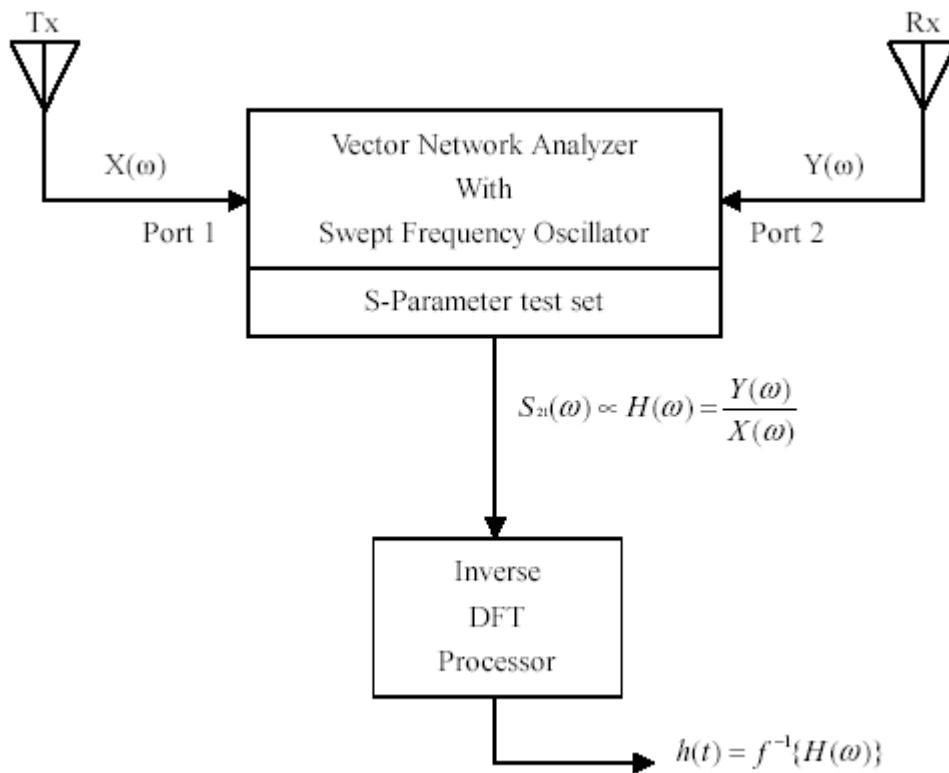 Tx
Rx
Vector Network Analyzer
With
Swept Frequency Oscillator
X(ω)
Y(ω)
Port 1
Port 2
S-Parameter test set
S₂₁(ω) ∝ H(ω) = Y(ω) / X(ω)
Inverse
DFT
Processor
h(t) = f⁻¹{H(ω)}